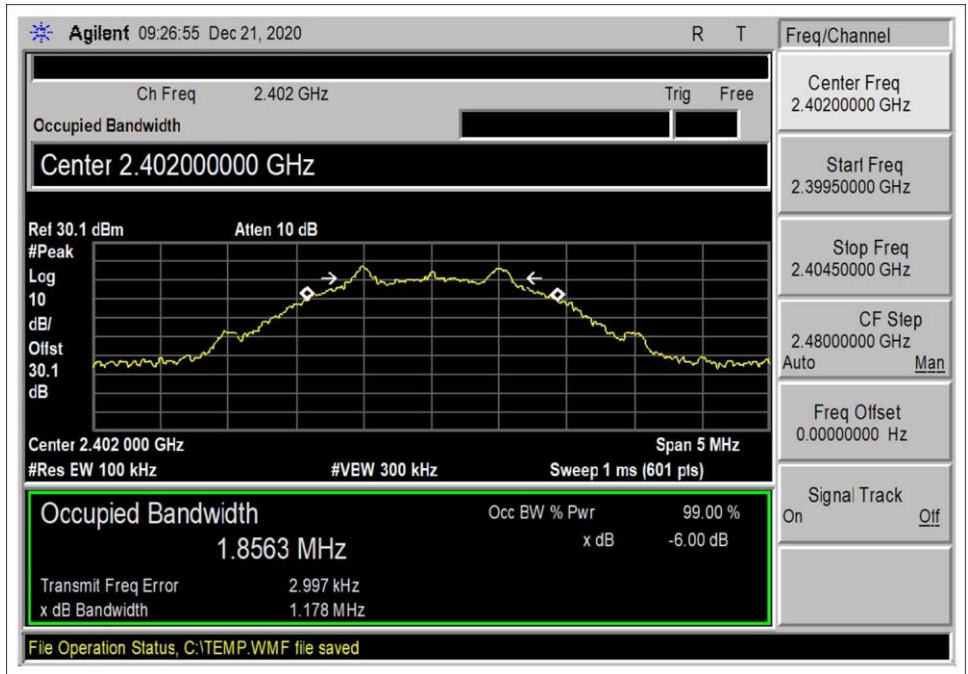 Agilent 09:26:55 Dec 21, 2020 R T
Ch Freq 2.402 GHz Trig Free
Occupied Bandwidth
Center 2.402000000 GHz
Ref 30.1 dBm Atten 10 dB
#Peak
Log
10
dB/
Offst
30.1
dB
Center 2.402 000 GHz Span 5 MHz
#Res EW 100 kHz #VEW 300 kHz Sweep 1 ms (601 pts)
Occupied Bandwidth Occ BW % Pwr 99.00 %
1.8563 MHz x dB -6.00 dB
Transmit Freq Error 2.997 kHz
x dB Bandwidth 1.178 MHz
File Operation Status, C:\TEMP.WMF file saved
Freq/Channel
Center Freq
2.40200000 GHz
Start Freq
2.39950000 GHz
Stop Freq
2.40450000 GHz
CF Step
2.48000000 GHz
Auto Man
Freq Offset
0.00000000 Hz
Signal Track
On Off